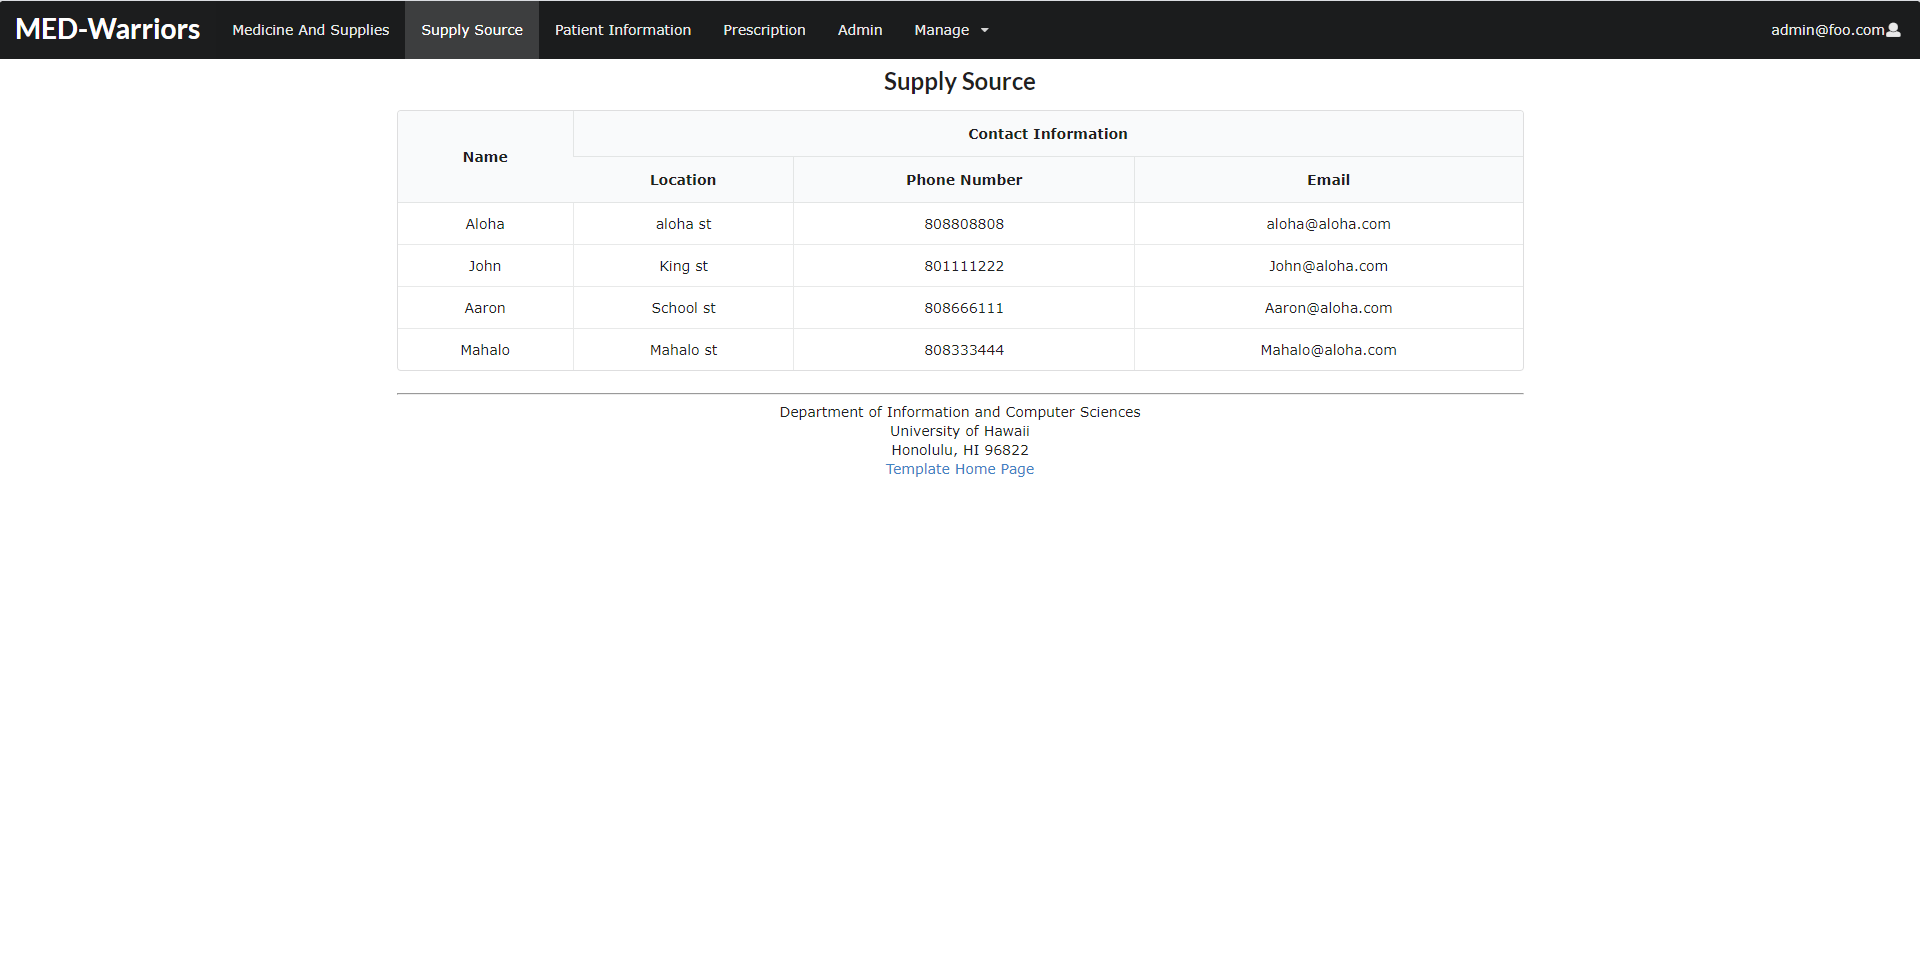 MED-Warriors Medicine And Supplies Supply Source Patient Information Prescription Admin Manage admin@foo.com
Supply Source
Name Contact Information
Location Phone Number Email
Aloha aloha st 808808808 aloha@aloha.com
John King st 801111222 John@aloha.com
Aaron School st 808666111 Aaron@aloha.com
Mahalo Mahalo st 808333444 Mahalo@aloha.com
Department of Information and Computer Sciences
University of Hawaii
Honolulu, HI 96822
Template Home Page